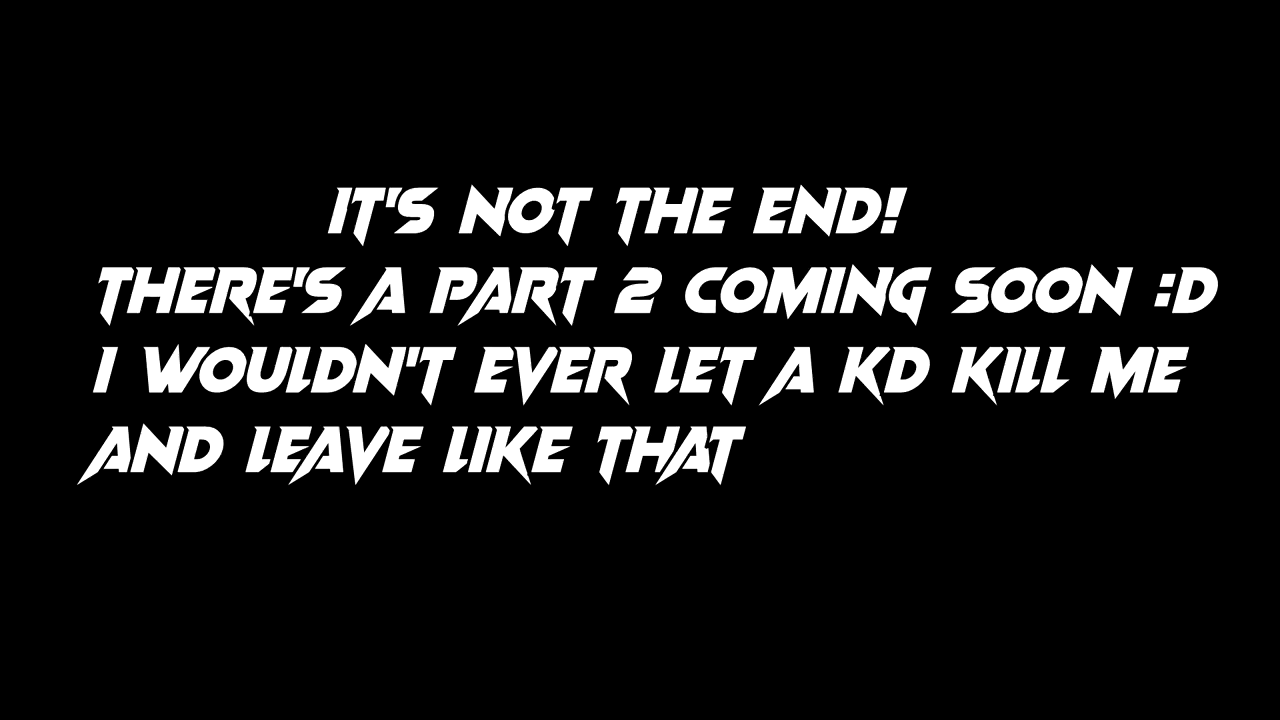 IT'S NOT THE END!
THERE'S A PART 2 COMING SOON :D
I WOULDN'T EVER LET A KD KILL ME
AND LEAVE LIKE THAT